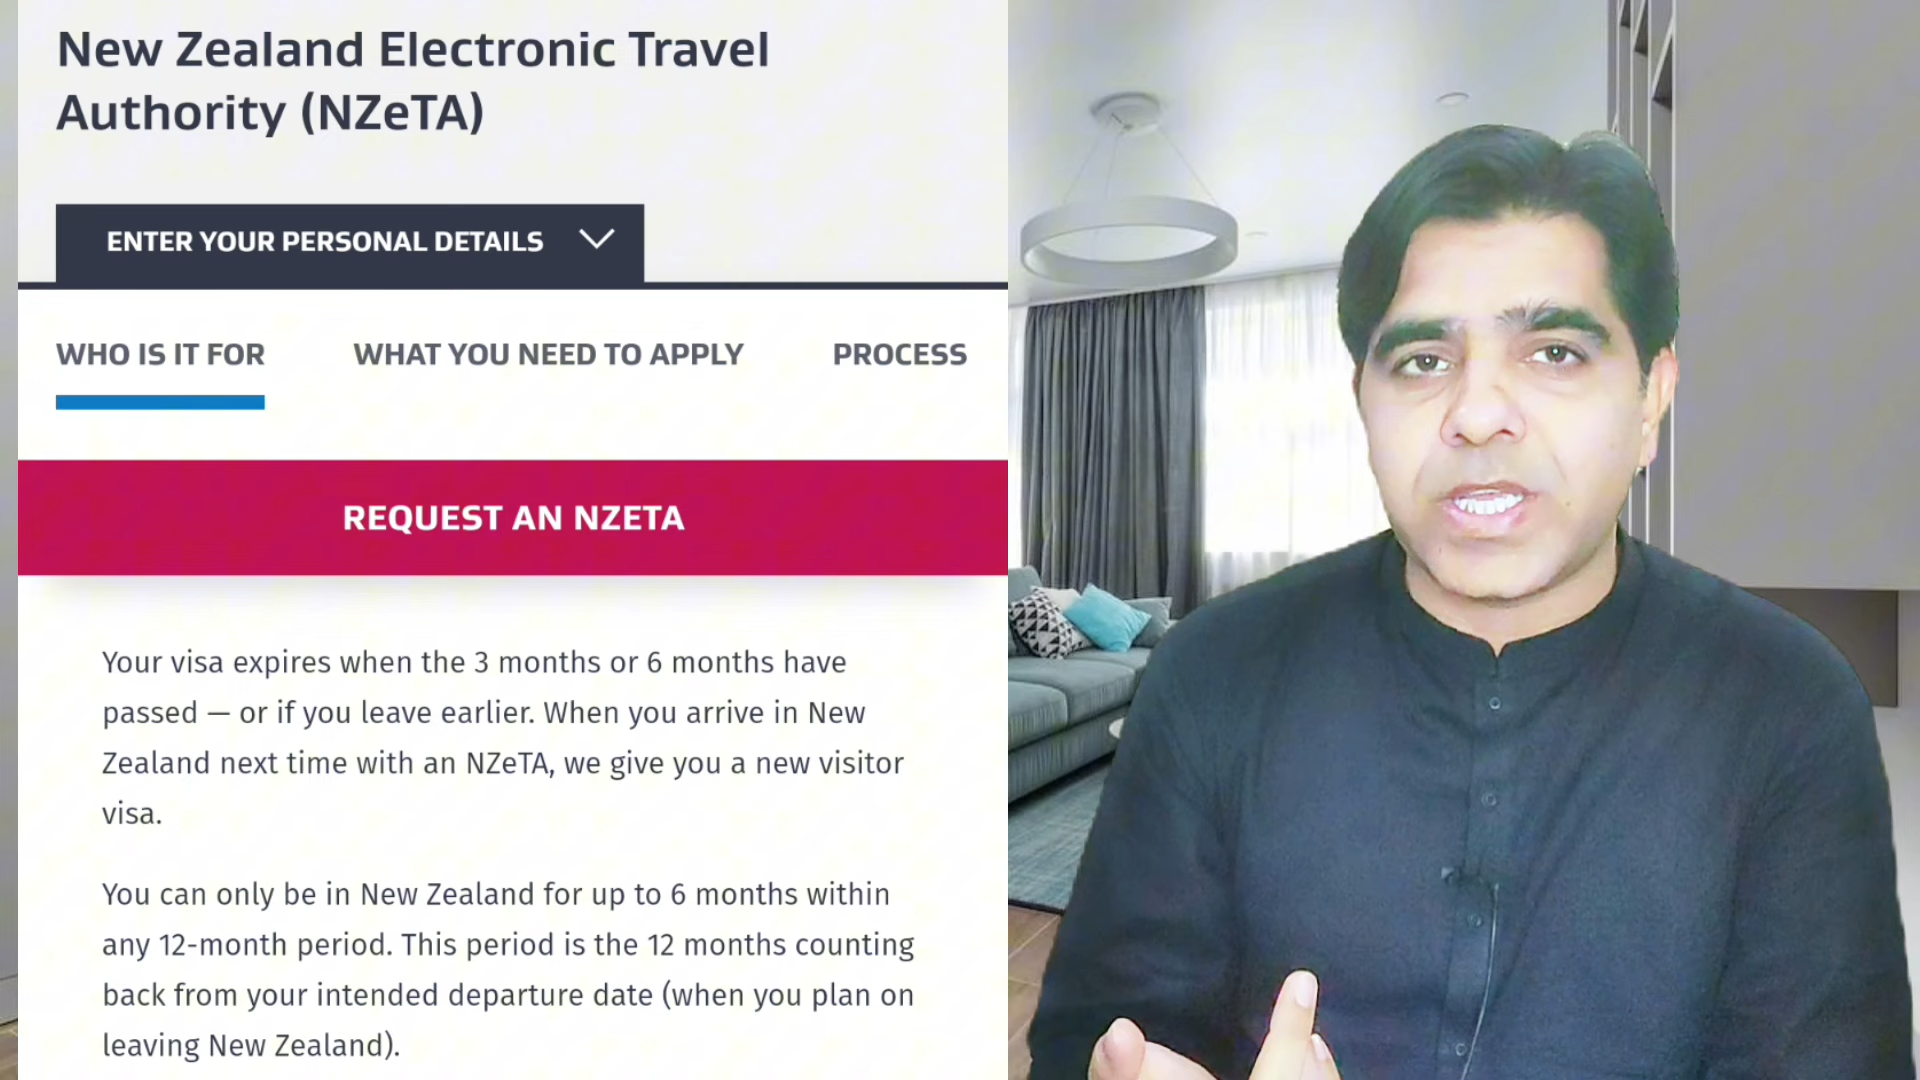 New Zealand Electronic Travel
Authority (NZeTA)
ENTER YOUR PERSONAL DETAILS
WHO IS IT FOR WHAT YOU NEED TO APPLY PROCESS
REQUEST AN NZETA
Your visa expires when the 3 months or 6 months have
passed — or if you leave earlier. When you arrive in New
Zealand next time with an NZeTA, we give you a new visitor
visa.
You can only be in New Zealand for up to 6 months within
any 12-month period. This period is the 12 months counting
back from your intended departure date (when you plan on
leaving New Zealand).